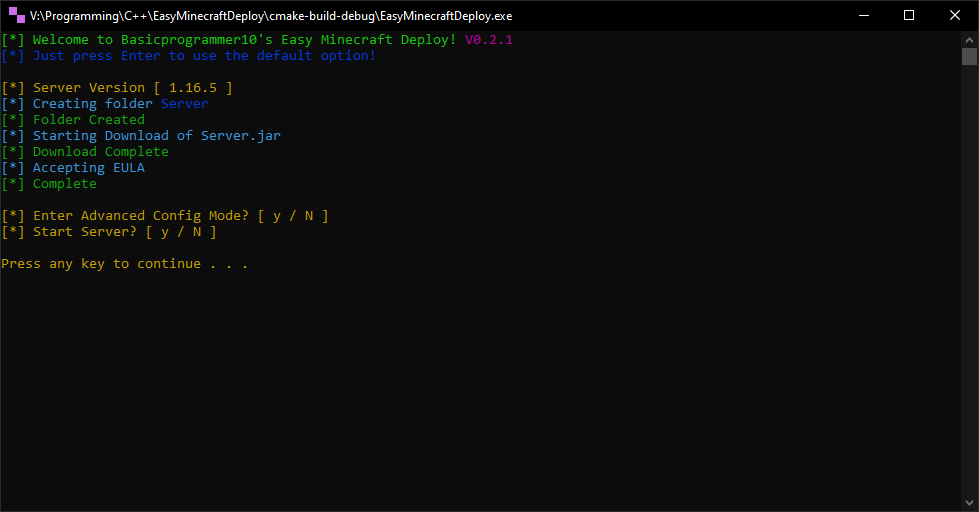 V:\Programming\C++\EasyMinecraftDeploy\cmake-build-debug\EasyMinecraftDeploy.exe
[*] Welcome to Basicprogrammer10's Easy Minecraft Deploy! V0.2.1
[*] Just press Enter to use the default option!
[*] Server Version [ 1.16.5 ]
[*] Creating folder Server
[*] Folder Created
[*] Starting Download of Server.jar
[*] Download Complete
[*] Accepting EULA
[*] Complete
[*] Enter Advanced Config Mode? [ y / N ]
[*] Start Server? [ y / N ]
Press any key to continue . . .